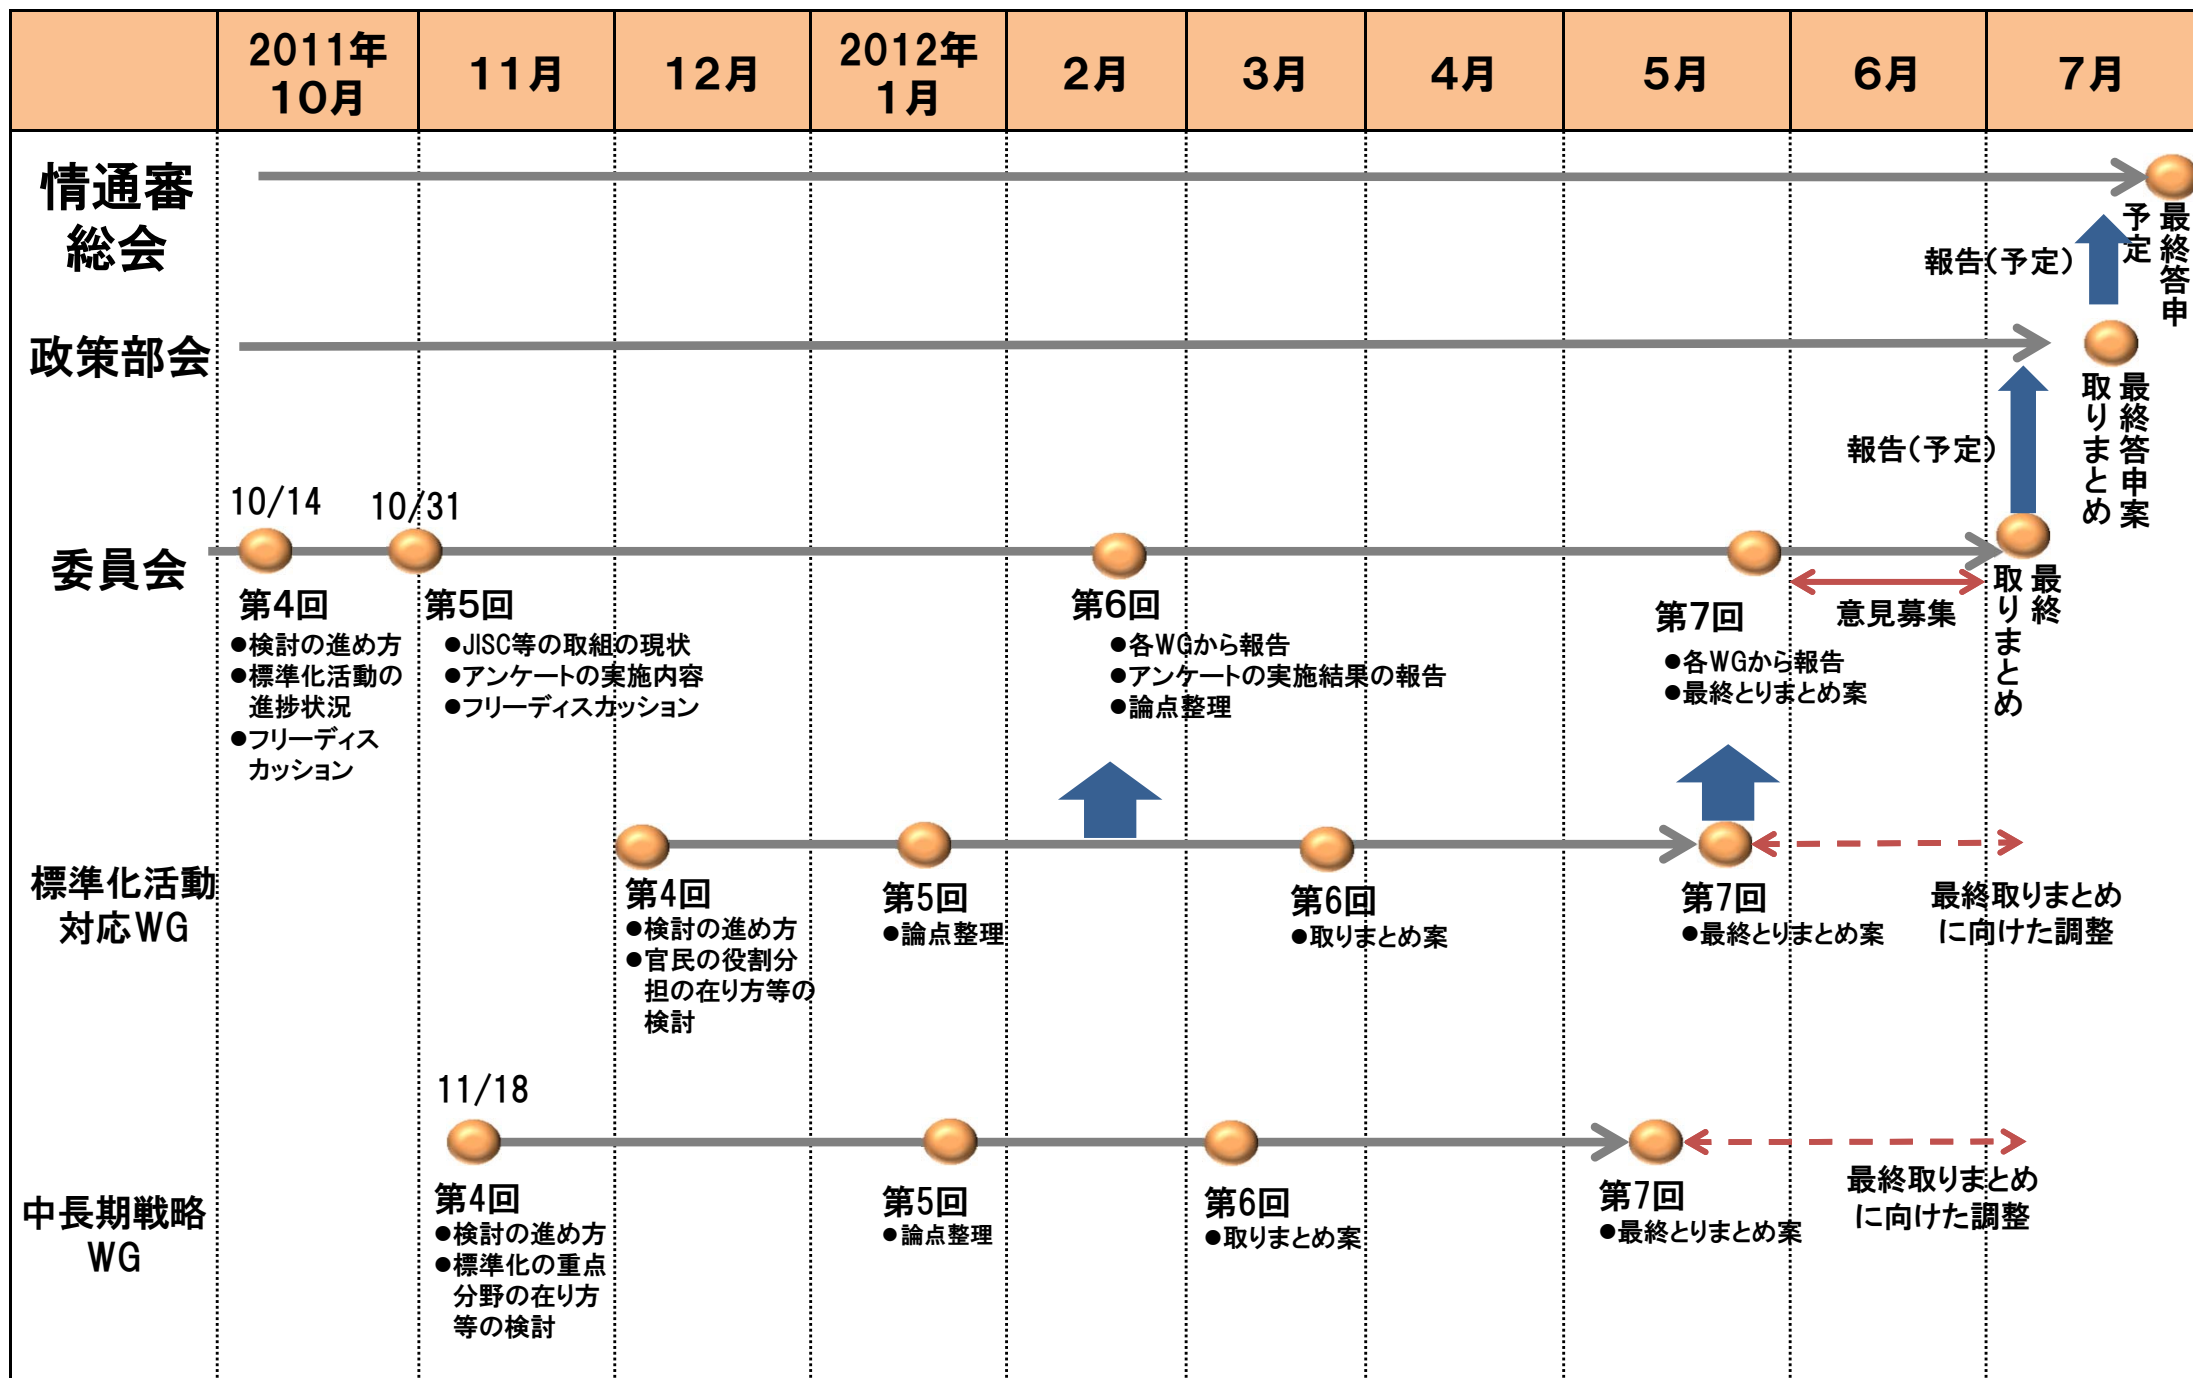 2011年
10月
11月
12月
2012年
1月
2月
3月
4月
5月
6月
7月
情通審
総会
最終答申
予定
報告(予定)
政策部会
最終答申案
取りまとめ
報告(予定)
委員会
10/14
第4回
●検討の進め方
●標準化活動の
進捗状況
●フリーディス
カッション
10/31
第5回
●JISC等の取組の現状
●アンケートの実施内容
●フリーディスカッション
第6回
●各WGから報告
●アンケートの実施結果の報告
●論点整理
第7回
●各WGから報告
●最終とりまとめ案
意見募集
最終
取りまとめ
標準化活動
対応WG
第4回
●検討の進め方
●官民の役割分
担の在り方等の
検討
第5回
●論点整理
第6回
●取りまとめ案
第7回
●最終とりまとめ案
最終取りまとめ
に向けた調整
中長期戦略
WG
11/18
第4回
●検討の進め方
●標準化の重点
分野の在り方
等の検討
第5回
●論点整理
第6回
●取りまとめ案
第7回
●最終とりまとめ案
最終取りまとめ
に向けた調整